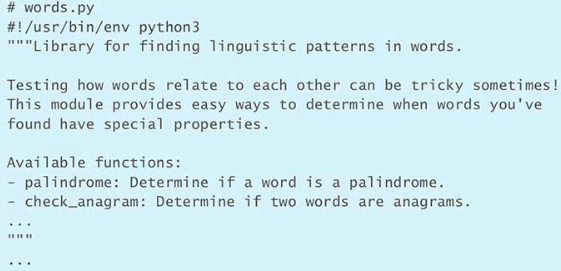 # words.py
#!/usr/bin/env python3
"""Library for finding linguistic patterns in words.
Testing how words relate to each other can be tricky sometimes!
This module provides easy ways to determine when words you've
found have special properties.
Available functions:
- palindrome: Determine if a word is a palindrome.
- check_anagram: Determine if two words are anagrams.
...
"""
...